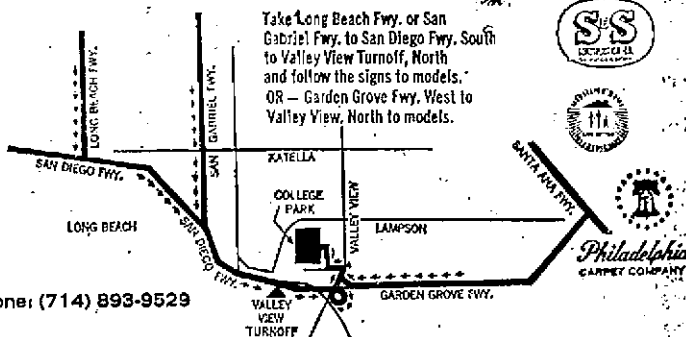 Take Long Beach Fwy. or San
Gabriel Fwy. to San Diego Fwy. South
to Valley View Turnoff, North
and follow the signs to models.
OR — Garden Grove Fwy. West to
Valley View, North to models.
S&S
LONG BEACH FWY.
SAN GABRIEL FWY.
SAN DIEGO FWY.
KATELLA
SANTA ANA FWY.
COLLEGE
PARK
VALLEY VIEW
LAMPSON
LONG BEACH
SAN DIEGO FWY.
Philadelphia
CARPET COMPANY
GARDEN GROVE FWY.
one: (714) 893-9529
VALLEY
VIEW
TURNOFF